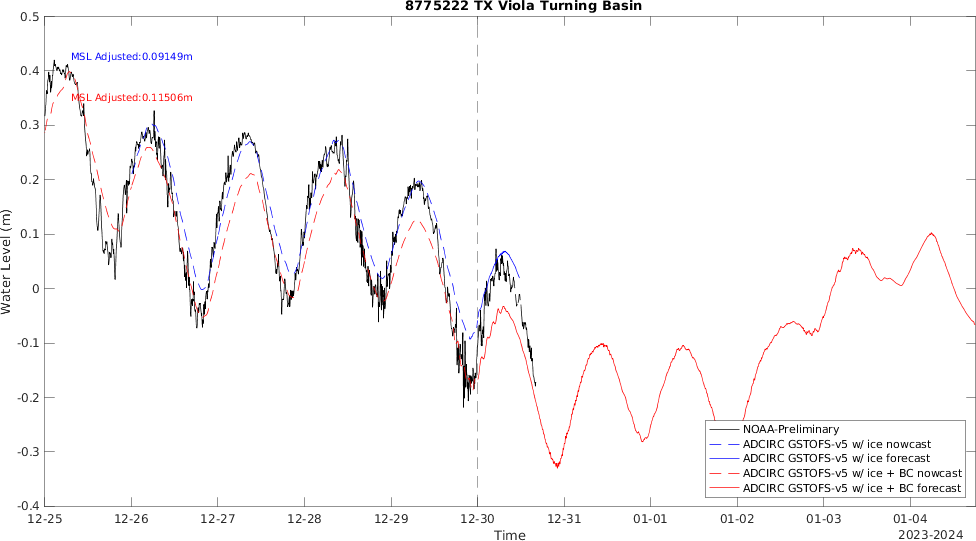 8775222 TX Viola Turning Basin
0.5
MSL Adjusted:0.09149m
0.4
MSL Adjusted:0.11506m
0.3
0.2
0.1
0
-0.1
-0.2
-0.3
-0.4
Water Level (m)
NOAA-Preliminary
ADCIRC GSTOFS-v5 w/ ice nowcast
ADCIRC GSTOFS-v5 w/ ice forecast
ADCIRC GSTOFS-v5 w/ ice + BC nowcast
ADCIRC GSTOFS-v5 w/ ice + BC forecast
12-25 12-26 12-27 12-28 12-29 12-30 12-31 01-01 01-02 01-03 01-04
Time
2023-2024